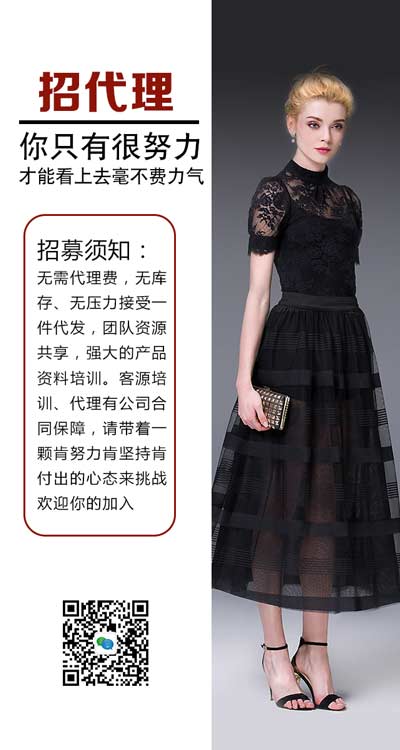 招代理
你只有很努力
才能看上去毫不费力气
招募须知：
无需代理费，无库
存、无压力接受一
件代发，团队资源
共享，强大的产品
资料培训。客源培
训、代理有公司合
同保障，请带着一
颗肯努力肯坚持肯
付出的心态来挑战
欢迎你的加入